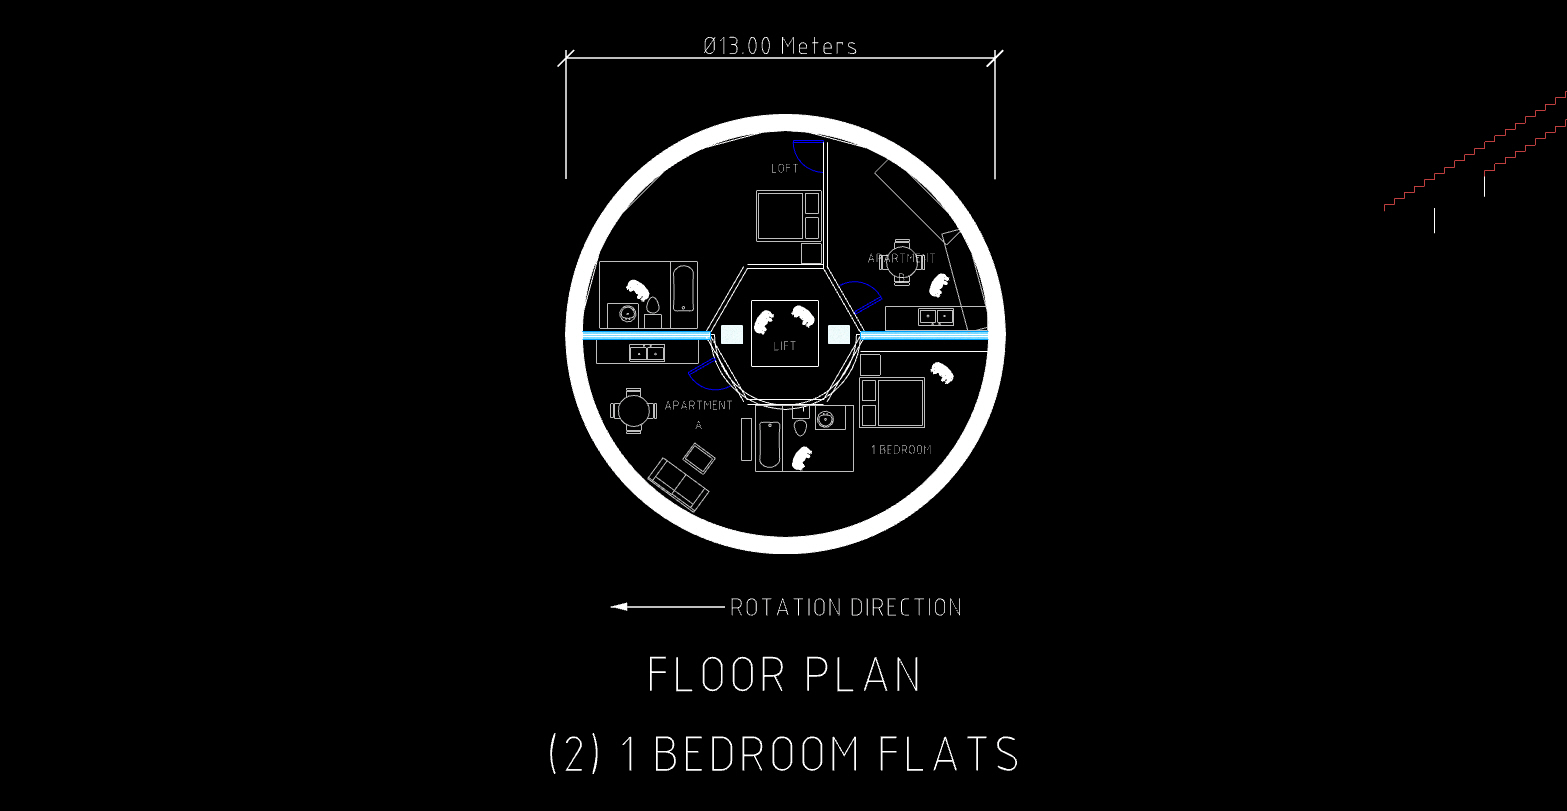 Ø13.00 Meters
LOFT
APARTMENT
B
LIFT
APARTMENT
A
1 BEDROOM
ROTATION DIRECTION
FLOOR PLAN
(2) 1 BEDROOM FLATS